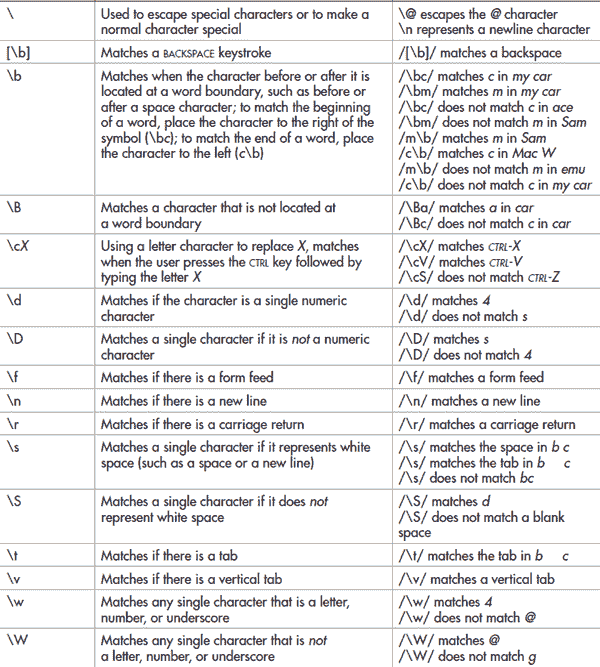 \ Used to escape special characters or to make a \@ escapes the @ character
normal character special \n represents a newline character
[\b] Matches a BACKSPACE keystroke /[\b]/ matches a backspace
\b Matches when the character before or after it is /\bc/ matches c in my car
located at a word boundary, such as before or /\bm/ matches m in my car
after a space character; to match the beginning /\bc/ does not match c in ace
of a word, place the character to the right of the /\bm/ does not match m in Sam
symbol (\bc); to match the end of a word, place /m\b/ matches m in Sam
the character to the left (c\b) /c\b/ matches c in Mac W
/m\b/ does not match m in emu
/c\b/ does not match c in my car
\B Matches a character that is not located at /\Ba/ matches a in car
a word boundary /\Bc/ does not match c in car
\cX Using a letter character to replace X, matches /\cX/ matches CTRL-X
when the user presses the CTRL key followed by /\cV/ matches CTRL-V
typing the letter X /\cS/ does not match CTRL-Z
\d Matches if the character is a single numeric /\d/ matches 4
character /\d/ does not match s
\D Matches a single character if it is not a numeric /\D/ matches s
character /\D/ does not match 4
\f Matches if there is a form feed /\f/ matches a form feed
\n Matches if there is a new line /\n/ matches a new line
\r Matches if there is a carriage return /\r/ matches a carriage return
\s Matches a single character if it represents white /\s/ matches the space in b c
space (such as a space or a new line) /\s/ matches the tab in b c
/\s/ does not match bc
\S Matches a single character if it does not /\S/ matches d
represent white space /\S/ does not match a blank
space
\t Matches if there is a tab /\t/ matches the tab in b c
\v Matches if there is a vertical tab /\v/ matches a vertical tab
\w Matches any single character that is a letter, /\w/ matches 4
number, or underscore /\w/ does not match @
\W Matches any single character that is not /\W/ matches @
a letter, number, or underscore /\W/ does not match g